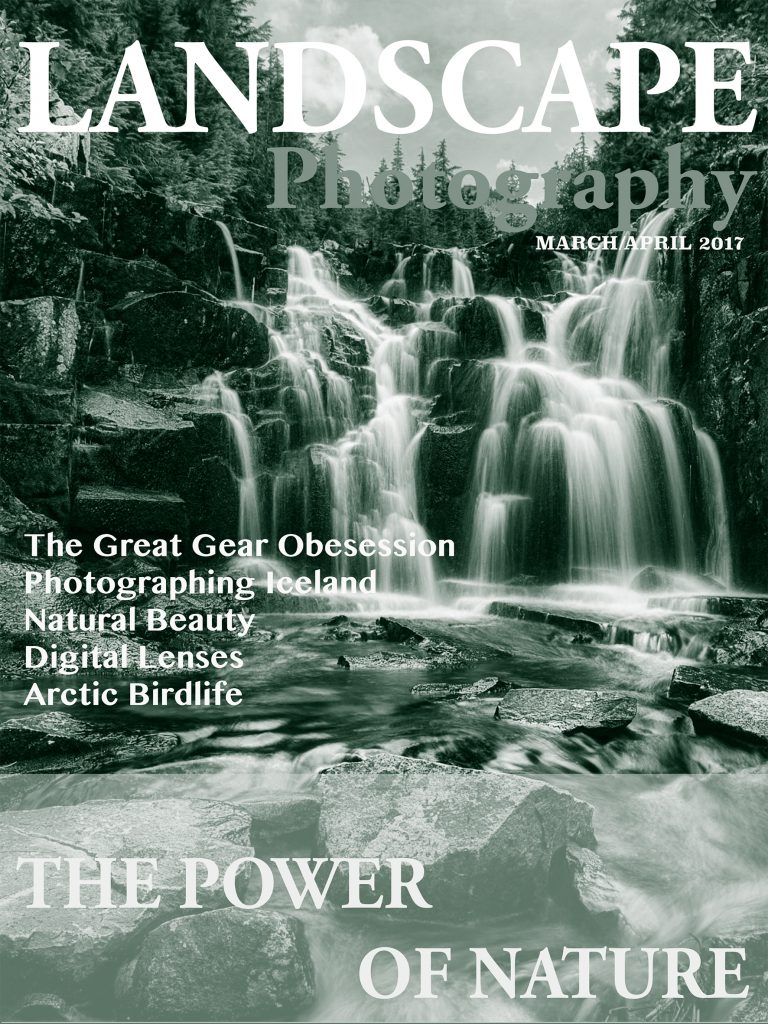 LANDSCAPE
Photography
MARCH/APRIL 2017
The Great Gear Obesession
Photographing Iceland
Natural Beauty
Digital Lenses
Arctic Birdlife
THE POWER
OF NATURE